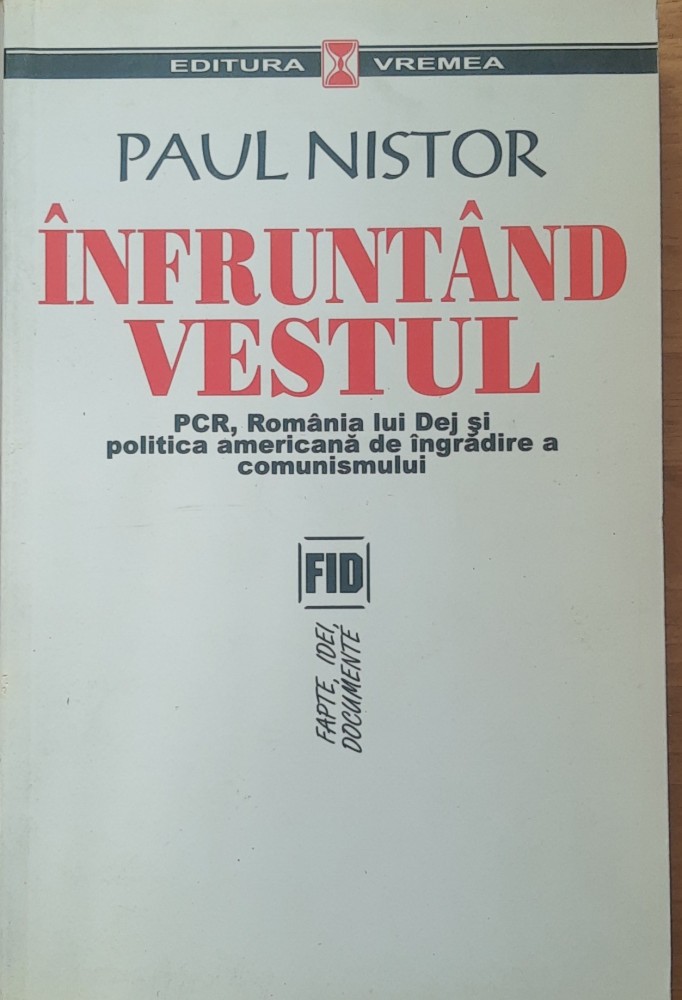 EDITURA VREMEA
PAUL NISTOR
ÎNFRUNTÂND
VESTUL
PCR, România lui Dej şi
politica americană de îngrădire a
comunismului
FID
FAPTE, IDEI,
DOCUMENTE